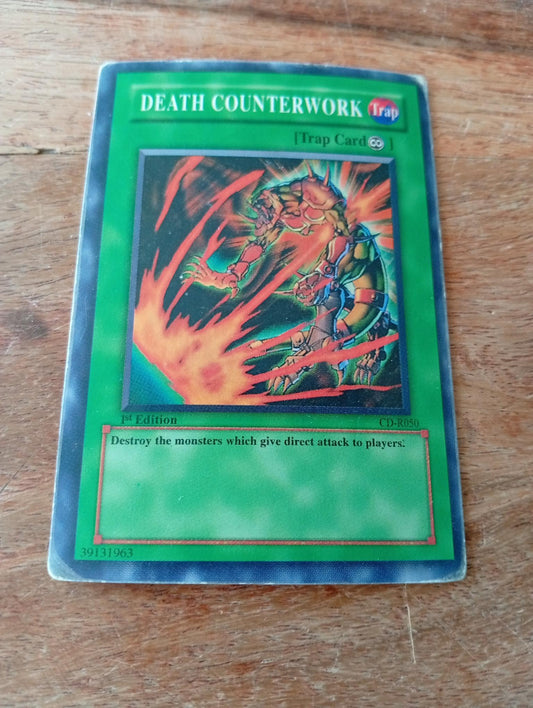 DEATH COUNTERWORK Trap
[Trap Card ∞ ]
1st Edition CD-R050
Destroy the monsters which give direct attack to players.
39131963